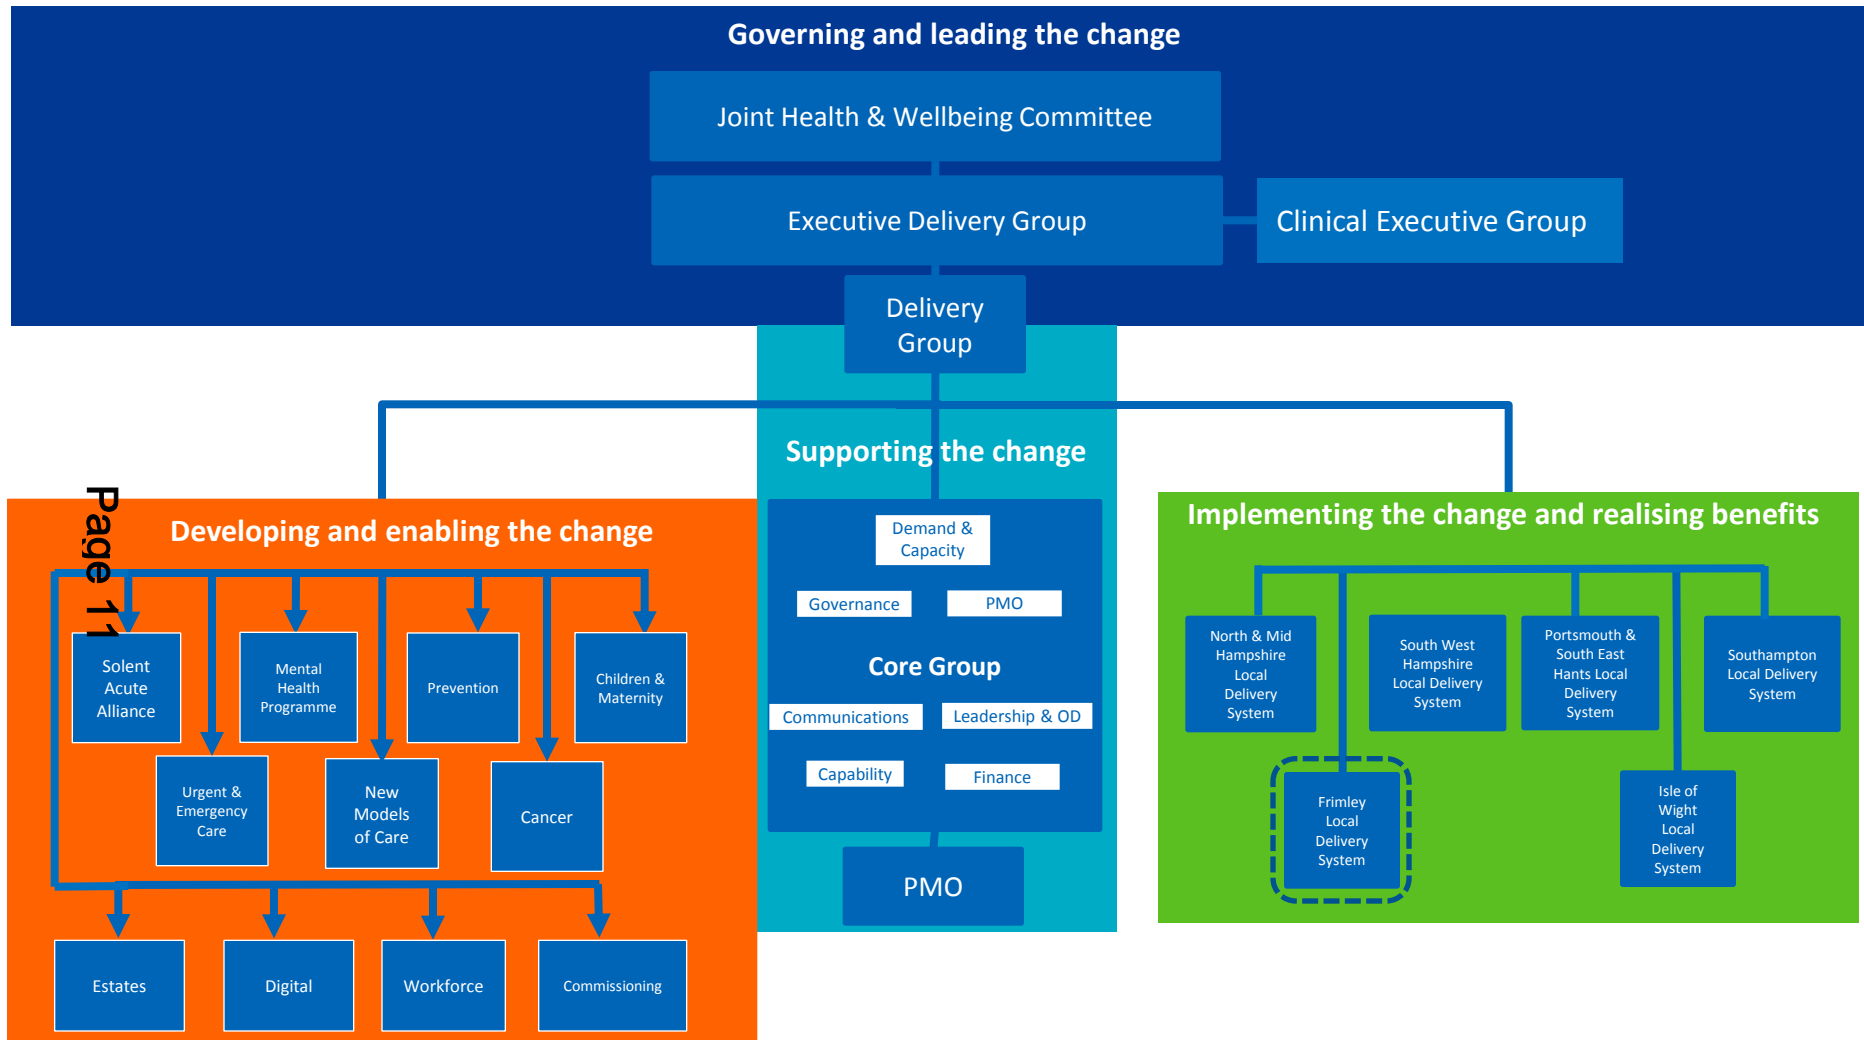 Governing and leading the change
Joint Health & Wellbeing Committee
Executive Delivery Group
Clinical Executive Group
Delivery
Group
Supporting the change
Page 11
Developing and enabling the change
Solent
Acute
Alliance
Mental
Health
Programme
Prevention
Children &
Maternity
Urgent &
Emergency
Care
New
Models
of Care
Cancer
Estates
Digital
Workforce
Commissioning
Demand &
Capacity
Governance
PMO
Core Group
Communications
Leadership & OD
Capability
Finance
PMO
Implementing the change and realising benefits
North & Mid
Hampshire
Local
Delivery
System
South West
Hampshire
Local Delivery
System
Portsmouth &
South East
Hants Local
Delivery
System
Southampton
Local Delivery
System
Frimley
Local
Delivery
System
Isle of
Wight
Local
Delivery
System